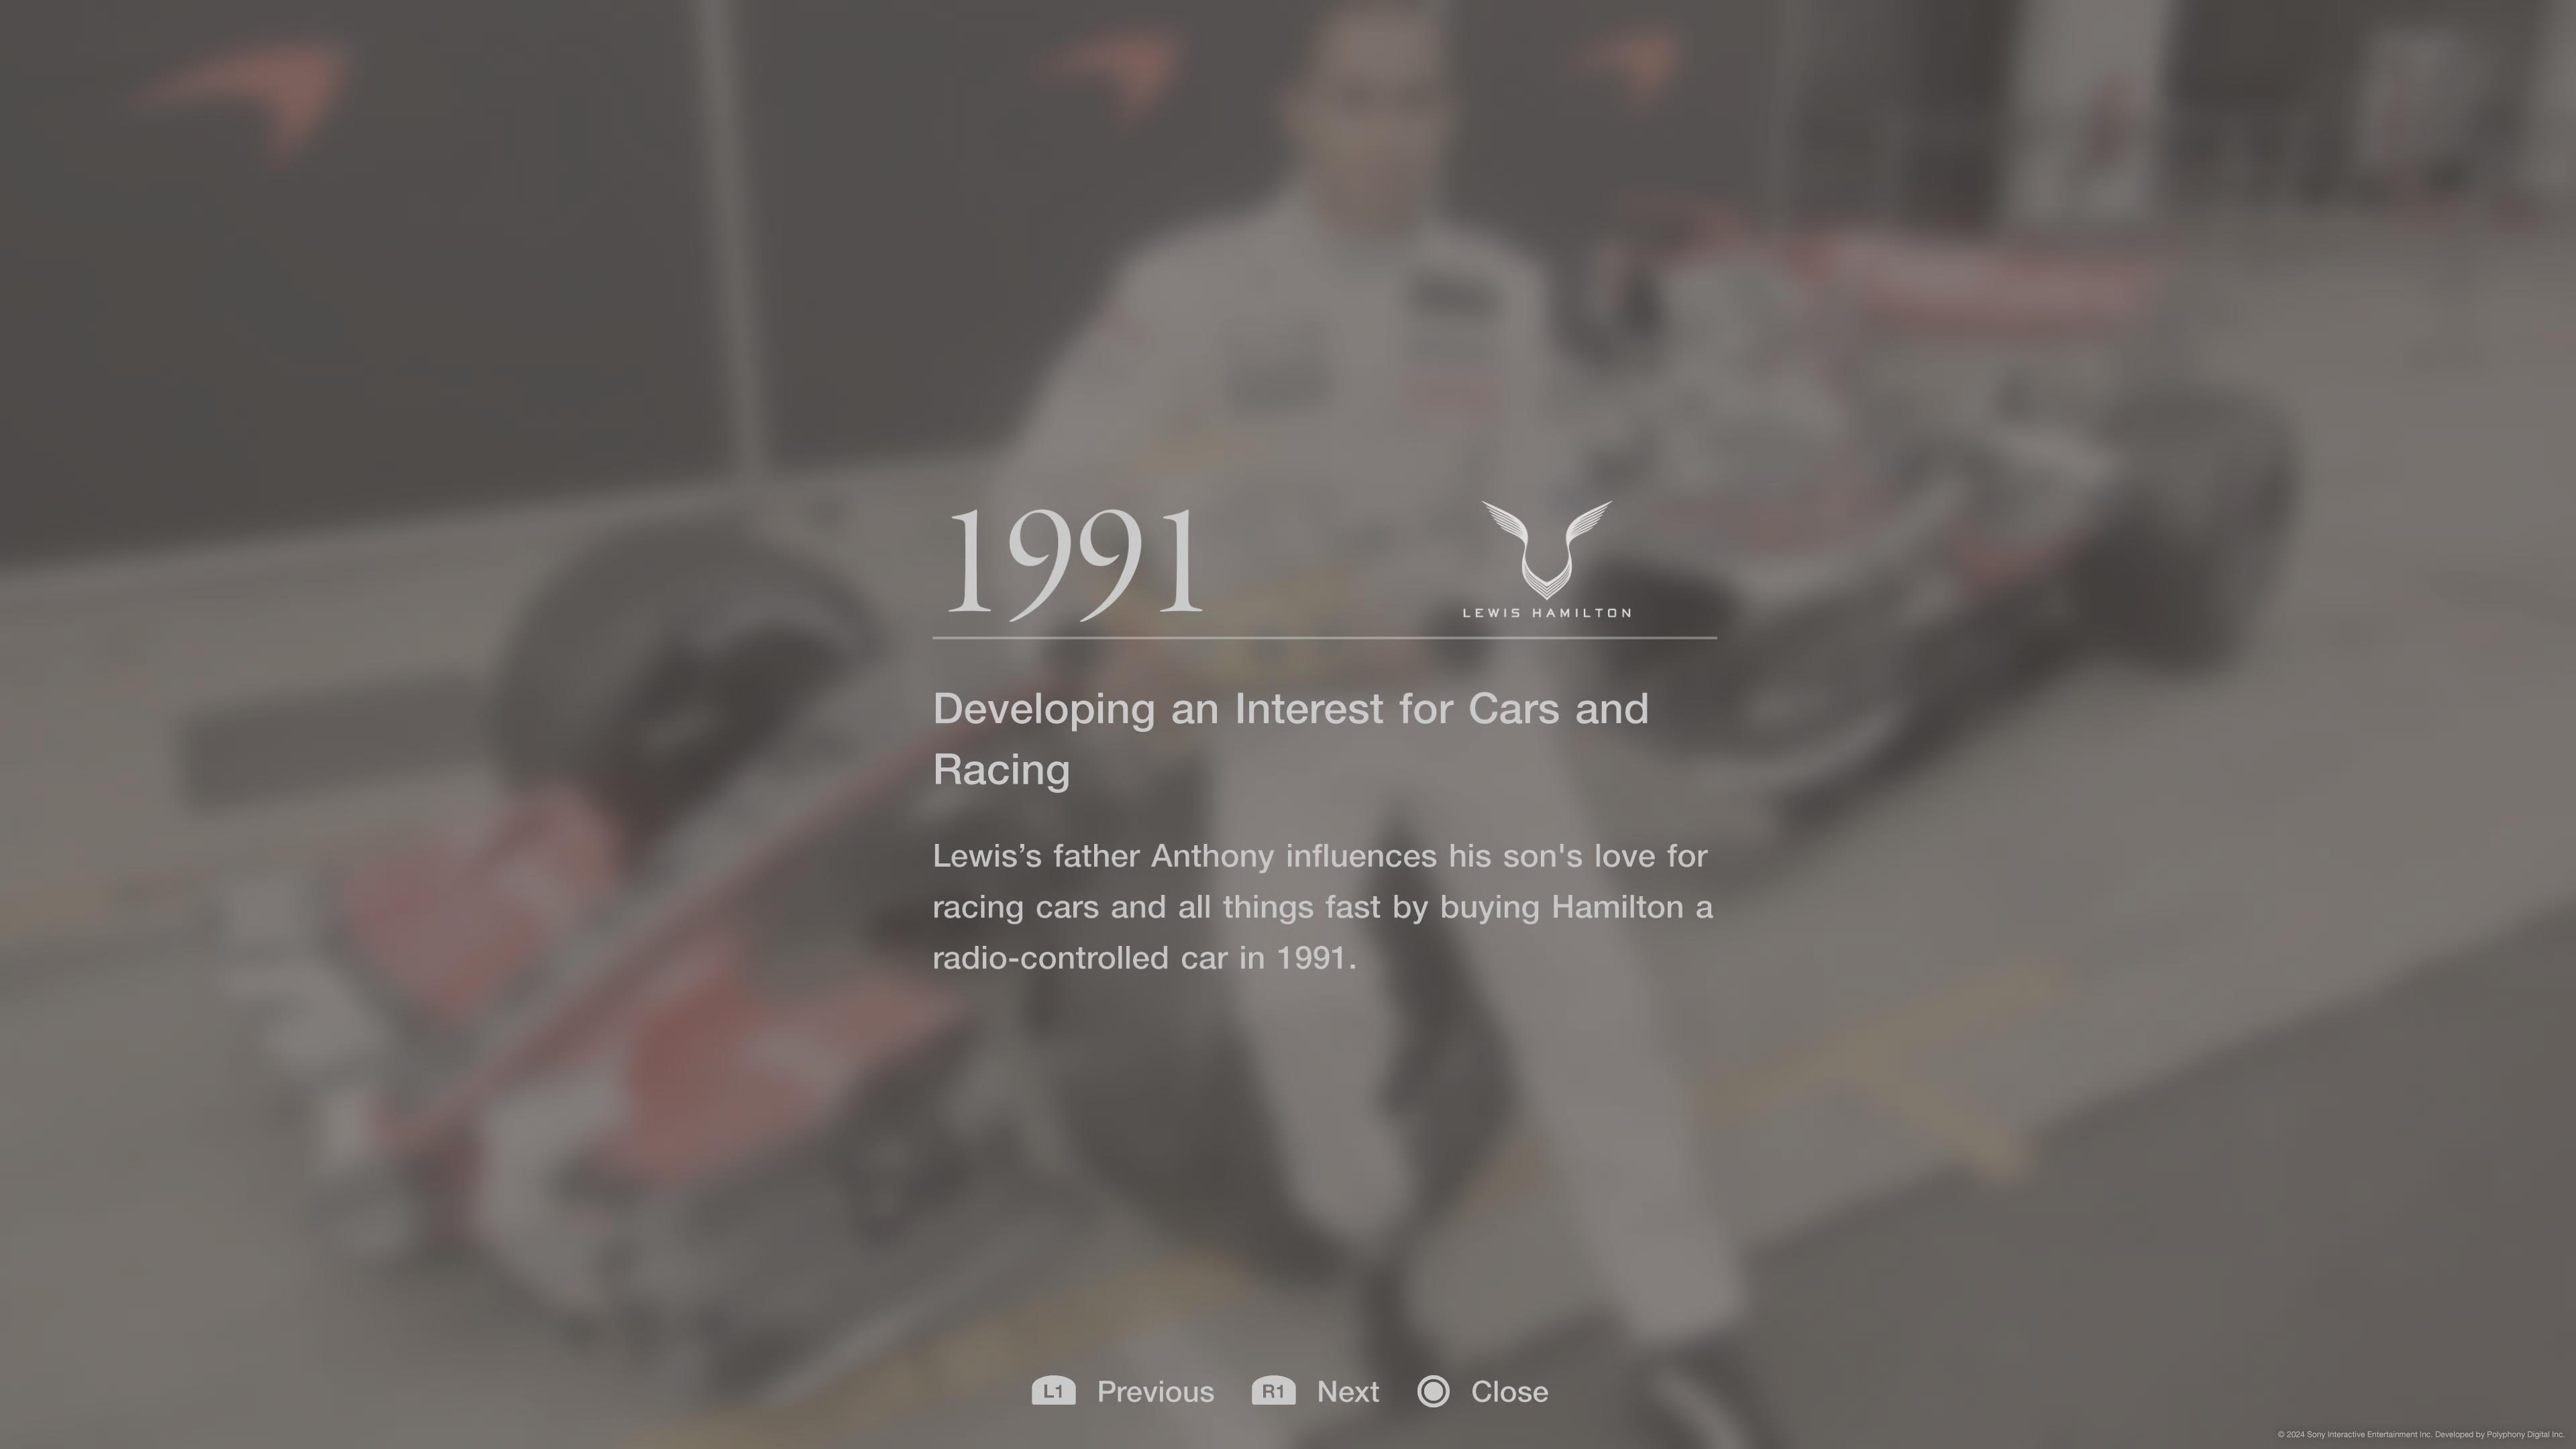 1991
LEWIS HAMILTON
Developing an Interest for Cars and
Racing
Lewis’s father Anthony influences his son's love for
racing cars and all things fast by buying Hamilton a
radio-controlled car in 1991.
L1 Previous R1 Next Close
© 2024 Sony Interactive Entertainment Inc. Developed by Polyphony Digital Inc.